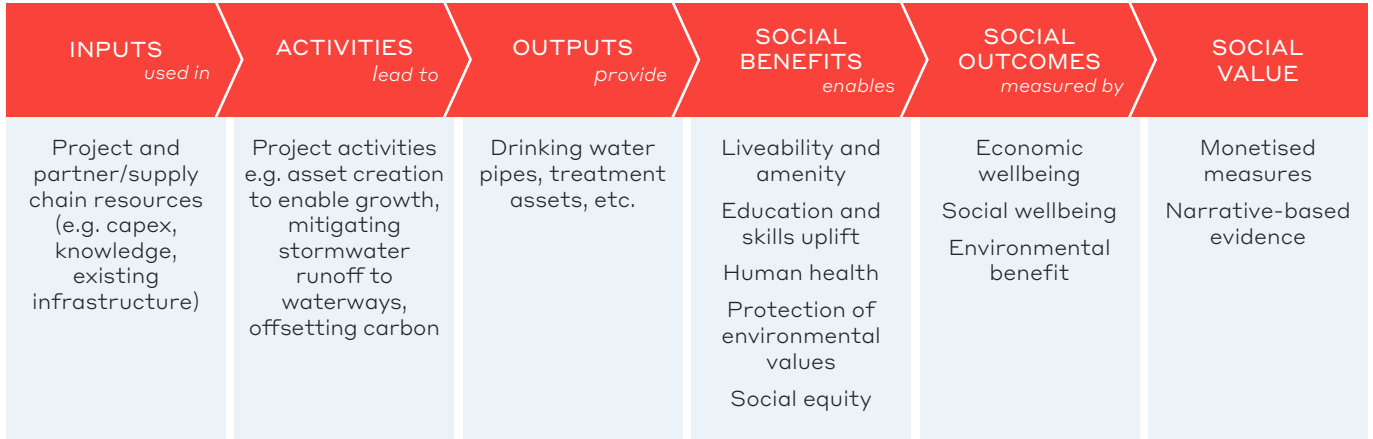 INPUTS
used in
ACTIVITIES
lead to
OUTPUTS
provide
SOCIAL
BENEFITS
enables
SOCIAL
OUTCOMES
measured by
SOCIAL
VALUE
Project and
partner/supply
chain resources
(e.g. capex,
knowledge,
existing
infrastructure)
Project activities
e.g. asset creation
to enable growth,
mitigating
stormwater
runoff to
waterways,
offsetting carbon
Drinking water
pipes, treatment
assets, etc.
Liveability and
amenity
Education and
skills uplift
Human health
Protection of
environmental
values
Social equity
Economic
wellbeing
Social wellbeing
Environmental
benefit
Monetised
measures
Narrative-based
evidence